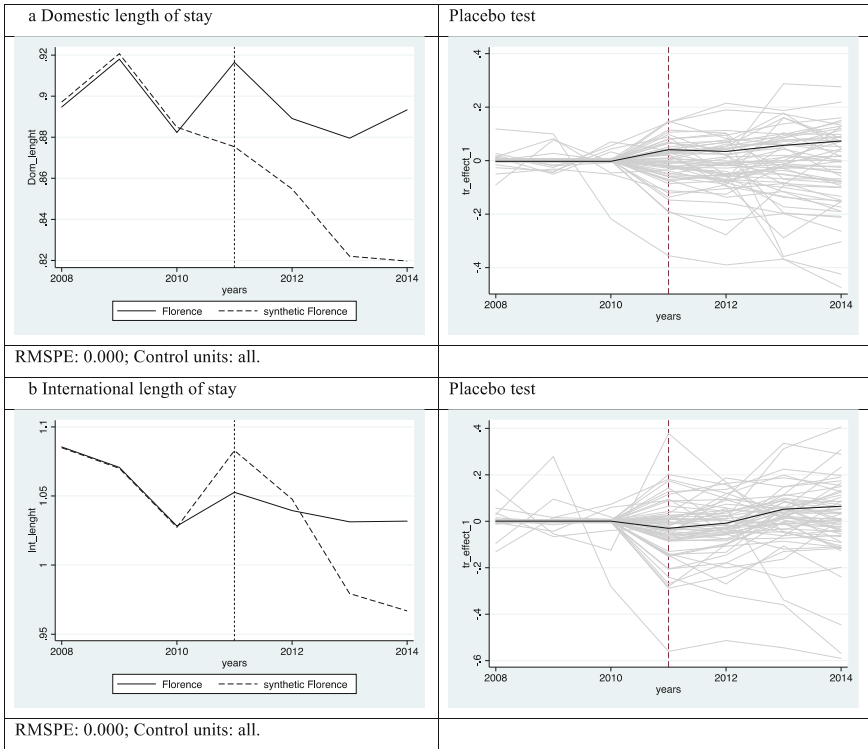 a Domestic length of stay
Placebo test
.92
.9
.88
.86
.84
.82
Dom_lenght
2008
2010
2012
2014
years
Florence
synthetic Florence
.4
.2
0
-.2
-.4
tr_effect_1
2008
2010
2012
2014
years
RMSPE: 0.000; Control units: all.
b International length of stay
Placebo test
1.1
1.05
1
.95
Int_lenght
2008
2010
2012
2014
years
Florence
synthetic Florence
.4
.2
0
-.2
-.4
-.6
tr_effect_1
2008
2010
2012
2014
years
RMSPE: 0.000; Control units: all.